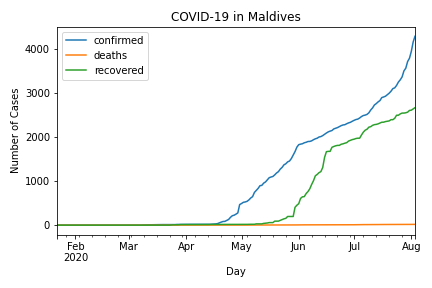 COVID-19 in Maldives
confirmed
deaths
recovered
Number of Cases
4000
3000
2000
1000
0
Feb Mar Apr May Jun Jul Aug
2020
Day